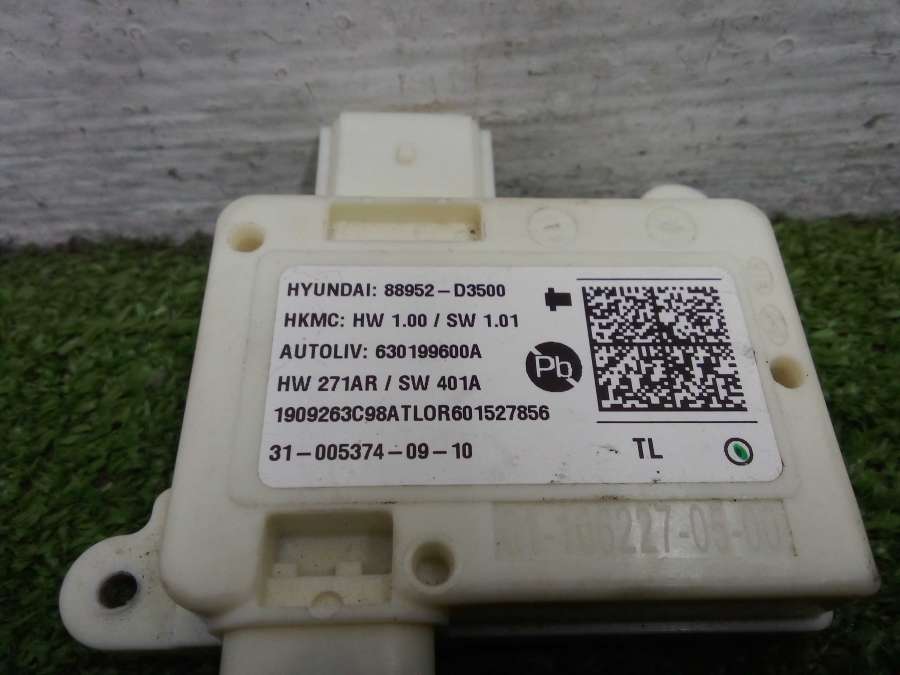 HYUNDAI: 88952-D3500
HKMC: HW 1.00 / SW 1.01
AUTOLIV: 630199600A
Pb
HW 271AR / SW 401A
1909263C98ATLOR601527856
31-005374-09-10
TL